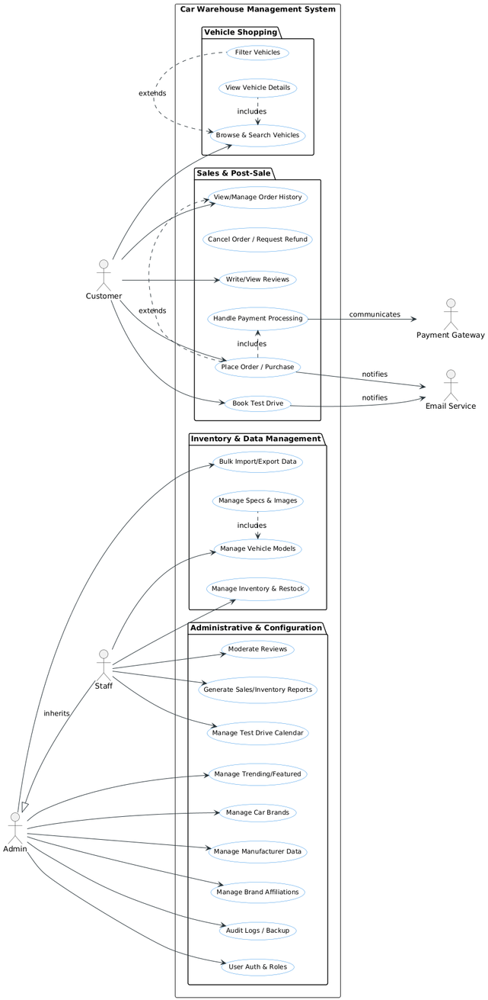 Car Warehouse Management System
Vehicle Shopping
Filter Vehicles
View Vehicle Details
extends
includes
Browse & Search Vehicles
Sales & Post-Sale
View/Manage Order History
Cancel Order / Request Refund
Write/View Reviews
Customer
extends
Handle Payment Processing
communicates
Payment Gateway
includes
Place Order / Purchase
notifies
Email Service
Book Test Drive
notifies
Inventory & Data Management
Bulk Import/Export Data
Manage Specs & Images
includes
Manage Vehicle Models
Manage Inventory & Restock
Administrative & Configuration
Moderate Reviews
Staff
Generate Sales/Inventory Reports
inherits
Manage Test Drive Calendar
Manage Trending/Featured
Manage Car Brands
Admin
Manage Manufacturer Data
Manage Brand Affiliations
Audit Logs / Backup
User Auth & Roles